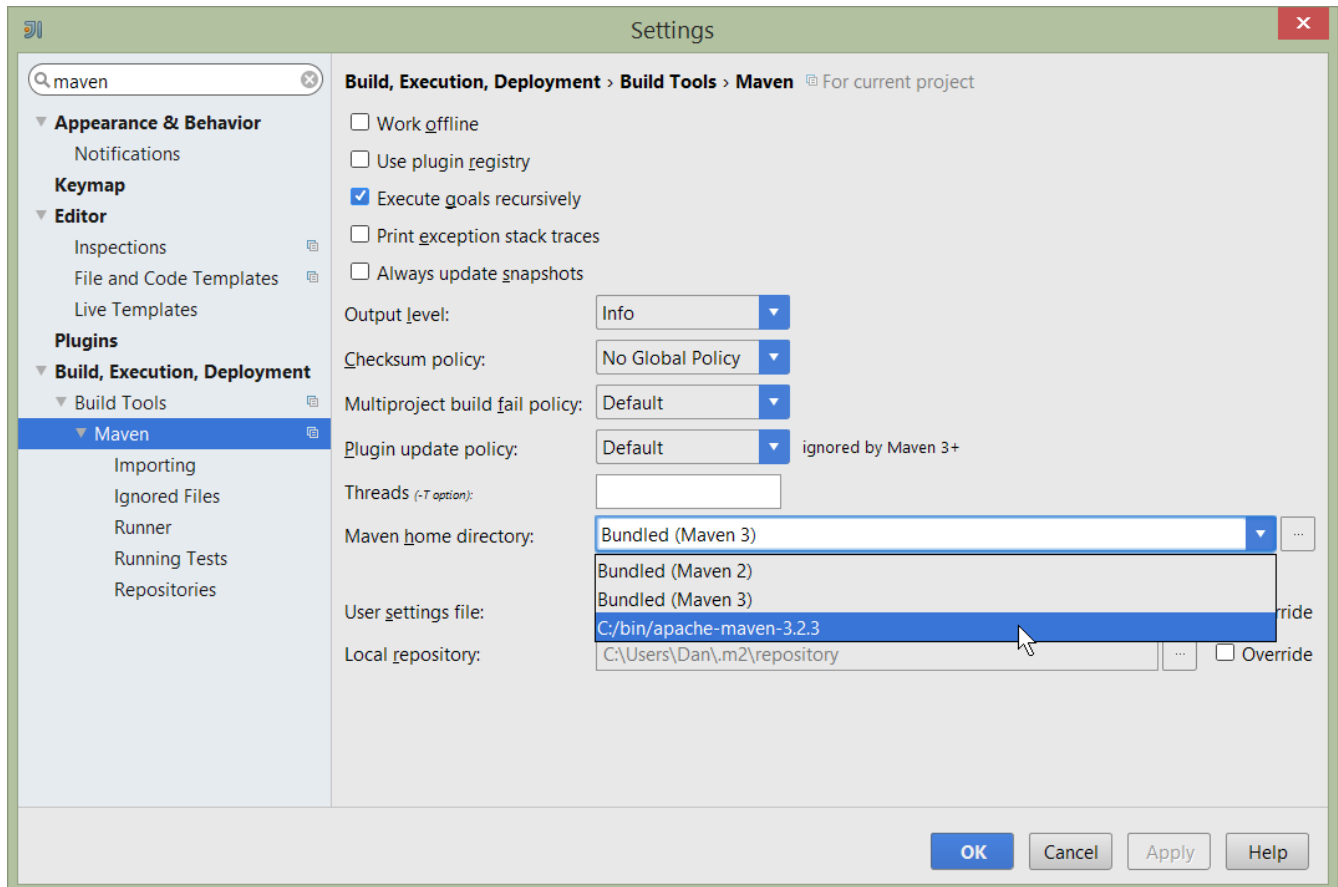 Settings
maven
Build, Execution, Deployment › Build Tools › Maven For current project
Appearance & Behavior
Notifications
Keymap
Editor
Inspections
File and Code Templates
Live Templates
Plugins
Build, Execution, Deployment
Build Tools
Maven
Importing
Ignored Files
Runner
Running Tests
Repositories
Work offline
Use plugin registry
Execute goals recursively
Print exception stack traces
Always update snapshots
Output level: Info
Checksum policy: No Global Policy
Multiproject build fail policy: Default
Plugin update policy: Default ignored by Maven 3+
Threads (-T option):
Maven home directory: Bundled (Maven 3) ...
Bundled (Maven 2)
Bundled (Maven 3)
User settings file:
C:/bin/apache-maven-3.2.3
Local repository: C:\Users\Dan\.m2\repository ... Override
OK Cancel Apply Help